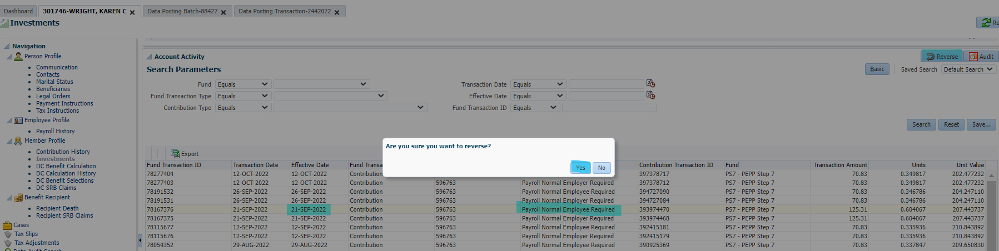 Dashboard 301746-WRIGHT, KAREN C Data Posting Batch-88427 Data Posting Transaction-2442022
Investments
Re
Navigation
Person Profile
Communication
Contacts
Marital Status
Beneficiaries
Legal Orders
Payment Instructions
Tax Instructions
Employee Profile
Payroll History
Member Profile
Contribution History
Investments
DC Benefit Calculation
DC Calculation History
DC Benefit Selections
DC SRB Claims
Benefit Recipient
Recipient Death
Recipient SRB Claims
Cases
Tax Slips
Tax Adjustments
Data Audit Search
Account Activity Reverse Audit
Search Parameters Basic Saved Search Default Search
Fund Equals Transaction Date Equals
Fund Transaction Type Equals Effective Date Equals
Contribution Type Equals Fund Transaction ID Equals
Search Reset Save...
Are you sure you want to reverse?
Yes No
Export
Fund Transaction ID Transaction Date Effective Date Fund Transa Contribution Transaction ID Fund Transaction Amount Units Unit Value
78277404 12-OCT-2022 12-OCT-2022 Contribution 397378717 PS7 - PEPP Step 7 70.83 0.349817 202.477232
78277403 12-OCT-2022 12-OCT-2022 Contribution 596763 Payroll Normal Employer Required 397378712 PS7 - PEPP Step 7 70.83 0.349817 202.477232
78191532 26-SEP-2022 26-SEP-2022 Contribution 596763 Payroll Normal Employee Required 394727090 PS7 - PEPP Step 7 70.83 0.346786 204.247110
78191531 26-SEP-2022 26-SEP-2022 Contribution 596763 Payroll Normal Employer Required 394727084 PS7 - PEPP Step 7 70.83 0.346786 204.247110
78167376 21-SEP-2022 21-SEP-2022 Contribution 596763 Payroll Normal Employee Required 393974470 PS7 - PEPP Step 7 125.31 0.604067 207.443737
78167375 21-SEP-2022 21-SEP-2022 Contribution 596763 Payroll Normal Employer Required 393974468 PS7 - PEPP Step 7 125.31 0.604067 207.443737
78115677 12-SEP-2022 12-SEP-2022 Contribution 596763 Payroll Normal Employee Required 392415181 PS7 - PEPP Step 7 70.83 0.335936 210.843892
78115676 12-SEP-2022 12-SEP-2022 Contribution 596763 Payroll Normal Employer Required 392415179 PS7 - PEPP Step 7 70.83 0.335936 210.843892
78054352 29-AUG-2022 29-AUG-2022 Contribution 596763 Payroll Normal Employee Required 390925369 PS7 - PEPP Step 7 70.83 0.337847 209.650830